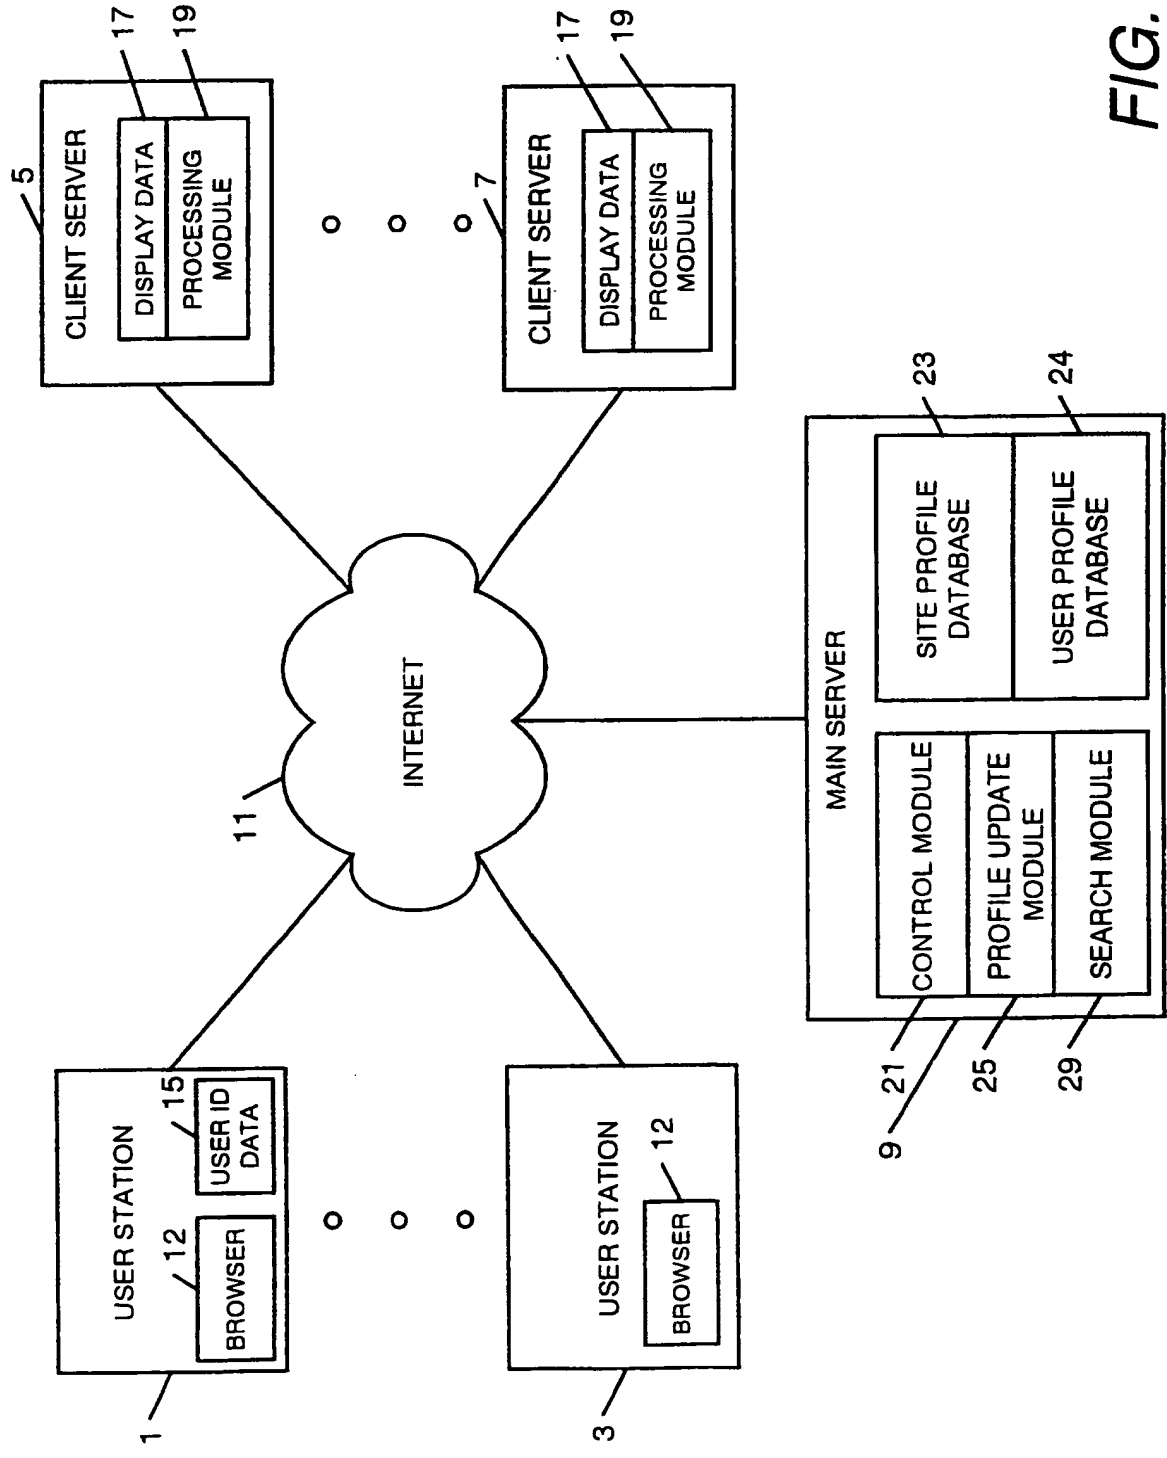 USER STATION
12
15
BROWSER
USER ID
DATA
1
USER STATION
12
BROWSER
3
11
INTERNET
5
CLIENT SERVER
17
DISPLAY DATA
19
PROCESSING
MODULE
7
CLIENT SERVER
17
DISPLAY DATA
19
PROCESSING
MODULE
MAIN SERVER
9
21
CONTROL MODULE
25
PROFILE UPDATE
MODULE
29
SEARCH MODULE
23
SITE PROFILE
DATABASE
24
USER PROFILE
DATABASE
FIG.